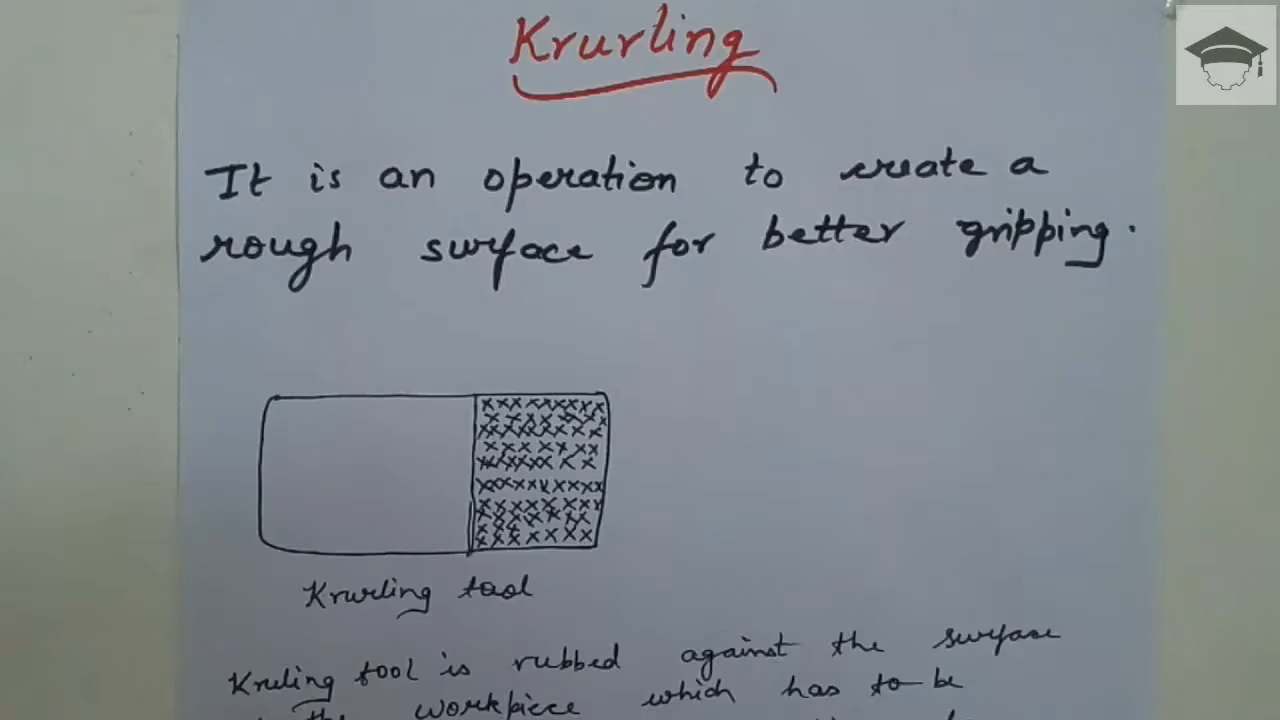 Krurling
It is an operation to create a
rough surface for better gripping.
Krurling tool
Kruling tool is rubbed against the surface
the workpiece which has to be